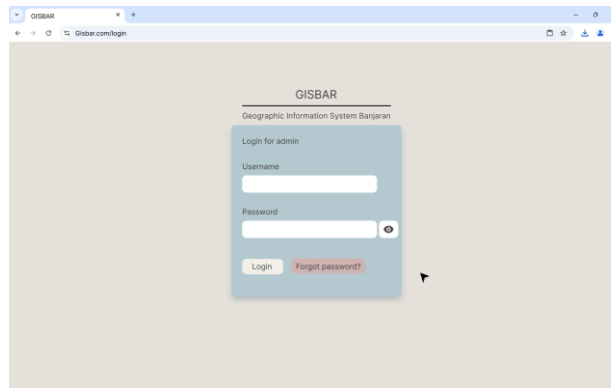 GISBAR
Gisbar.com/login
GISBAR
Geographic Information System Banjaran
Login for admin
Username
Password
Login Forgot password?